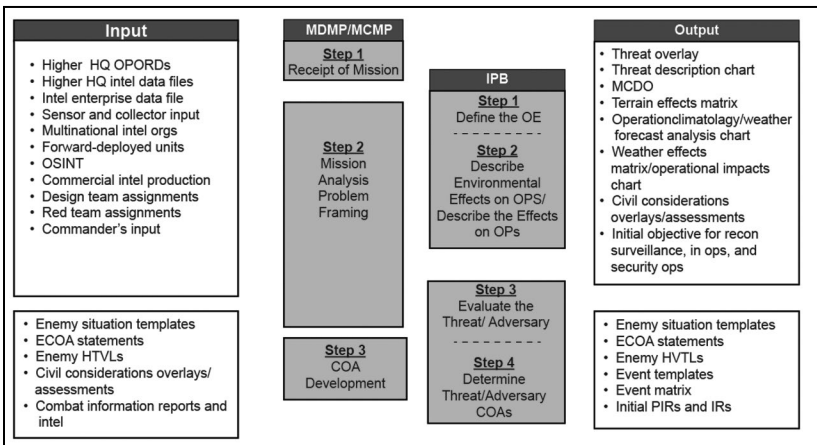 Input
• Higher HQ OPORDs
• Higher HQ intel data files
• Intel enterprise data file
• Sensor and collector input
• Multinational intel orgs
• Forward-deployed units
• OSINT
• Commercial intel production
• Design team assignments
• Red team assignments
• Commander's input
• Enemy situation templates
• ECOA statements
• Enemy HTVLs
• Civil considerations overlays/
assessments
• Combat information reports and
intel
MDMP/MCMP
Step 1
Receipt of Mission
Step 2
Mission
Analysis
Problem
Framing
Step 3
COA
Development
IPB
Step 1
Define the OE
Step 2
Describe
Environmental
Effects on OPS/
Describe the Effects
on OPs
Step 3
Evaluate the
Threat/ Adversary
Step 4
Determine
Threat/Adversary
COAs
Output
• Threat overlay
• Threat description chart
• MCDO
• Terrain effects matrix
• Operationclimatology/weather
forecast analysis chart
• Weather effects
matrix/operational impacts
chart
• Civil considerations
overlays/assessments
• Initial objective for recon
surveillance, in ops, and
security ops
• Enemy situation templates
• ECOA statements
• Enemy HVTLs
• Event templates
• Event matrix
• Initial PIRs and IRs